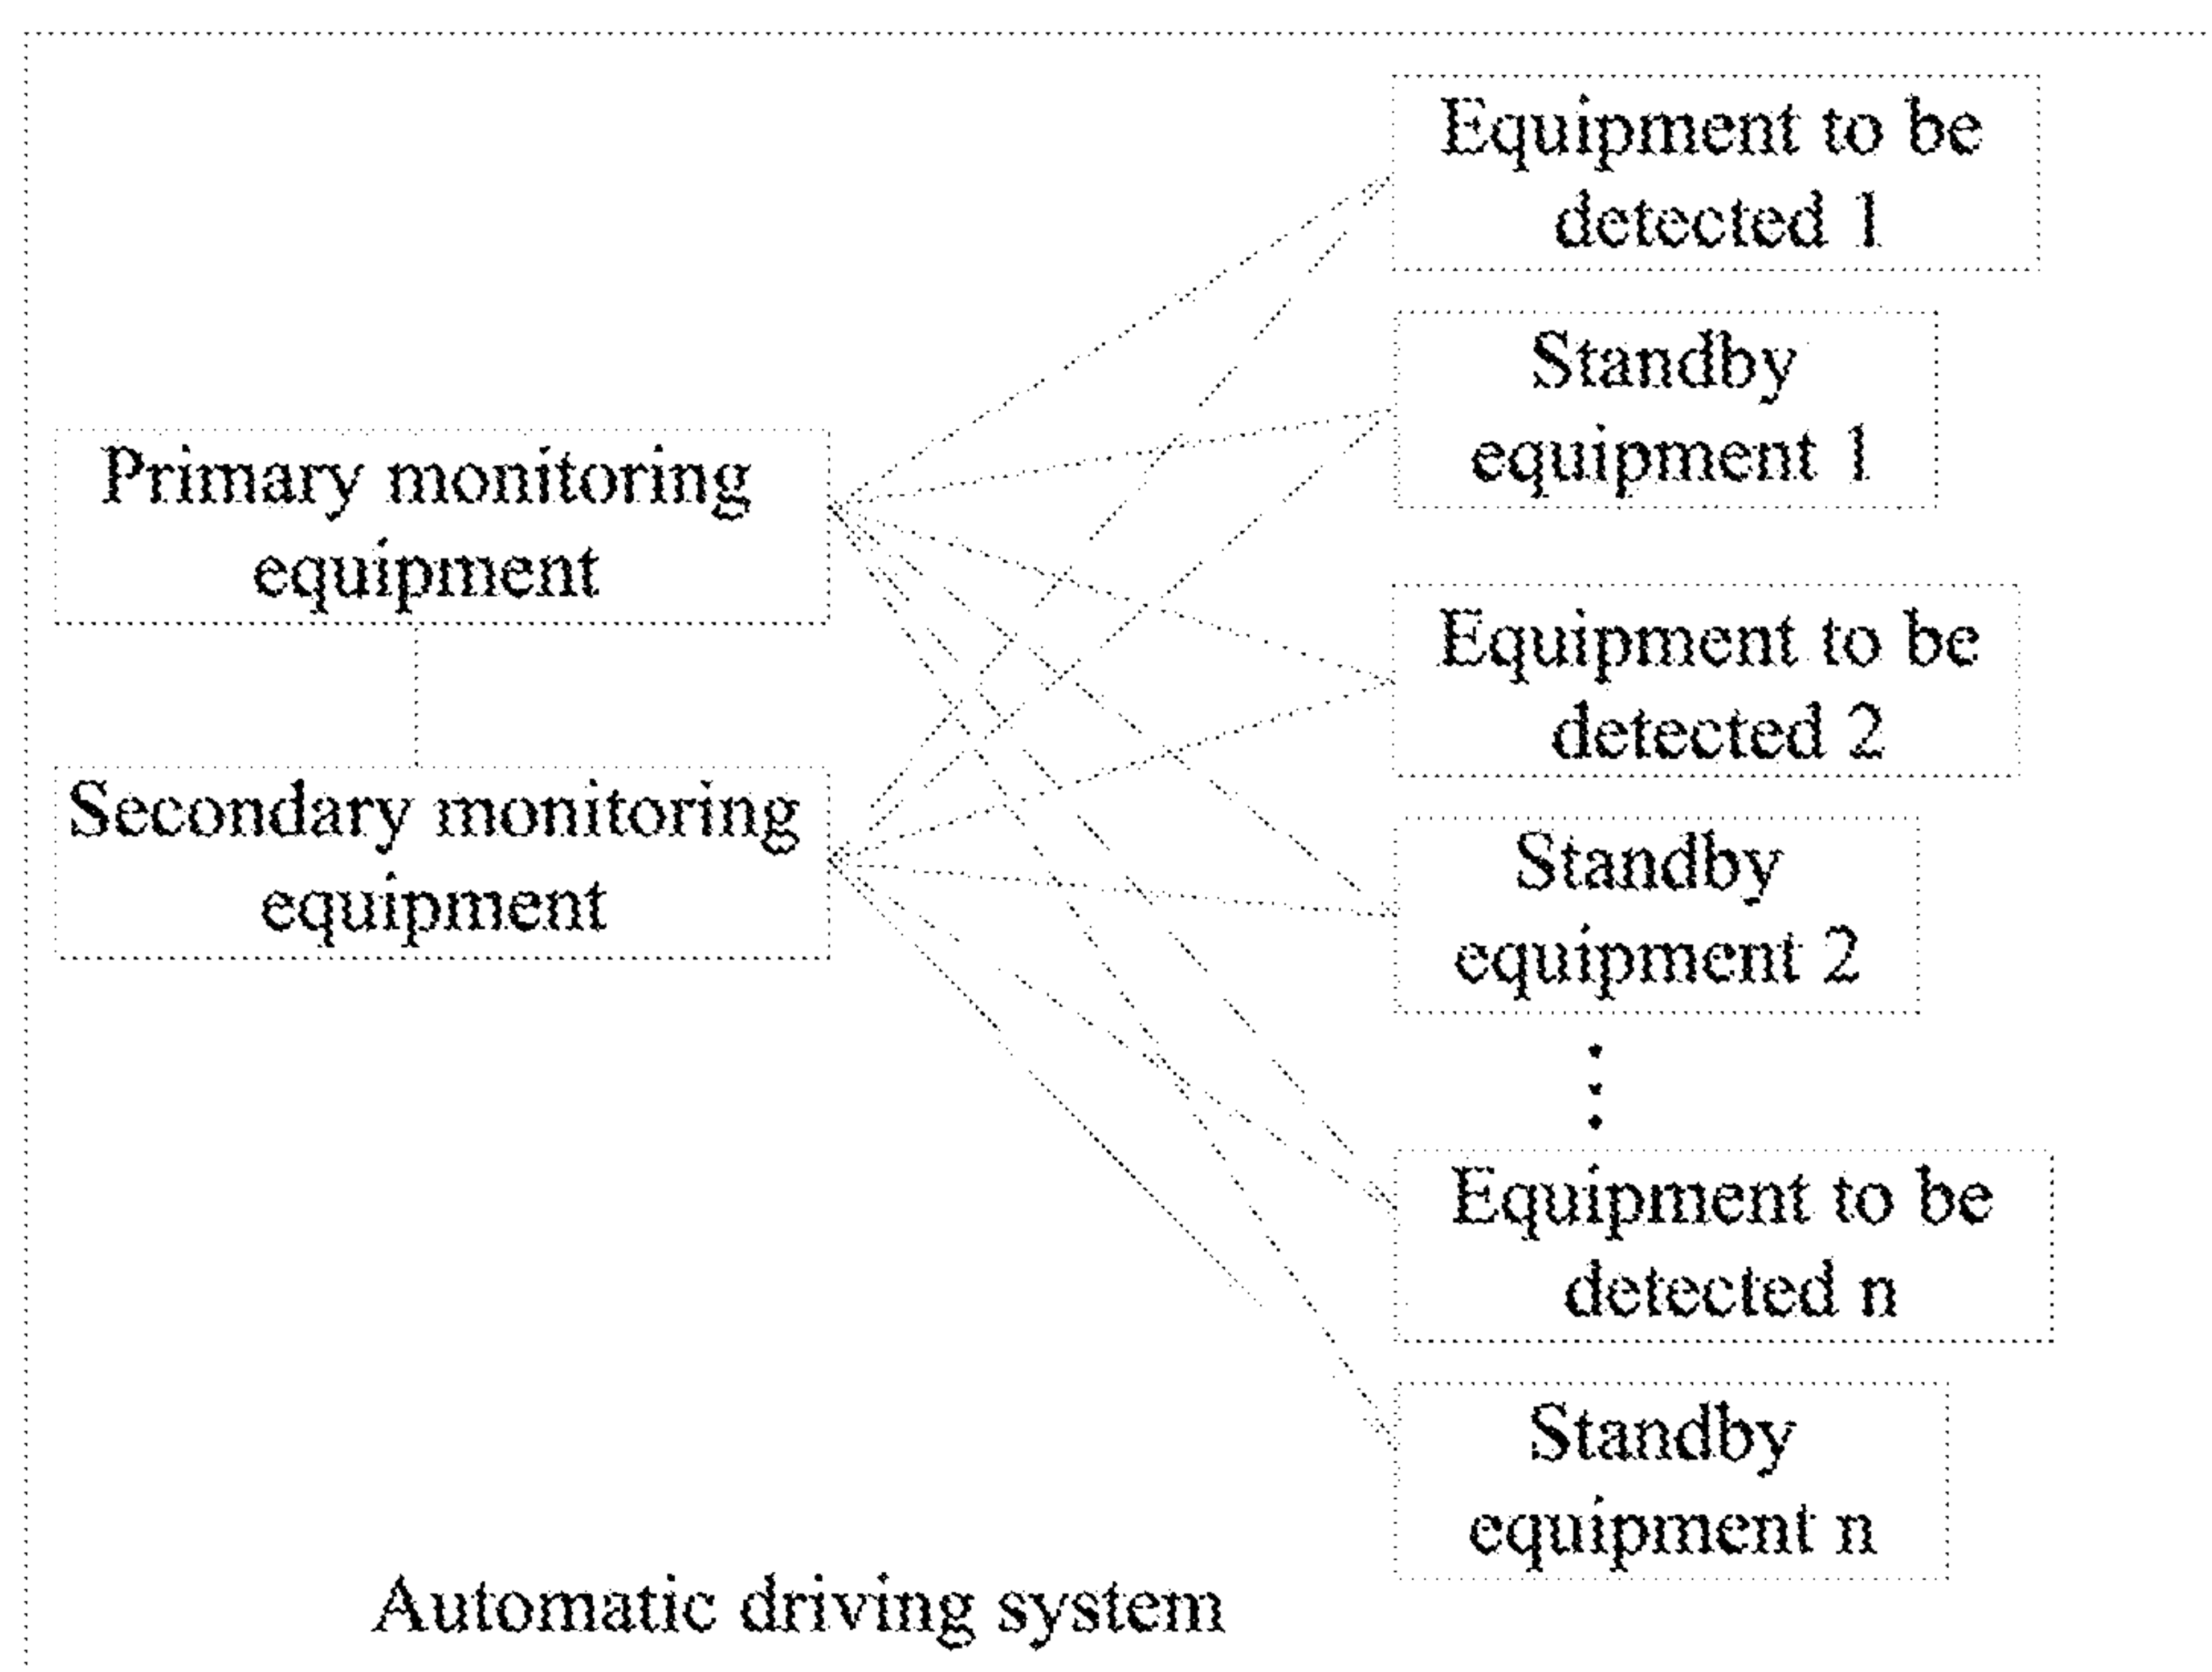 Equipment to be
detected 1
Standby
equipment 1
Primary monitoring
equipment
Equipment to be
detected 2
Secondary monitoring
equipment
Standby
equipment 2
Equipment to be
detected n
Standby
equipment n
Automatic driving system